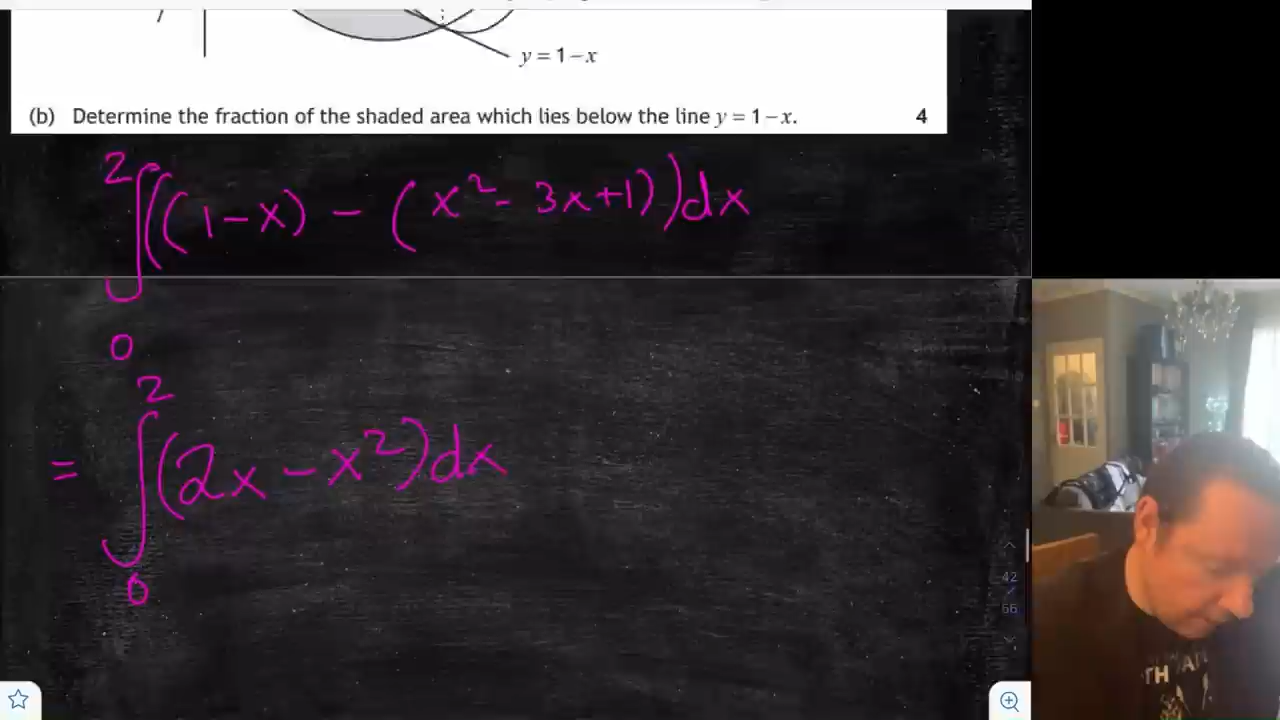 y = 1 – x
(b) Determine the fraction of the shaded area which lies below the line y = 1 – x. 4
2
∫((1-x) - (x² - 3x+1))dx
0
2
= ∫(2x - x²)dx
0
42
/
66